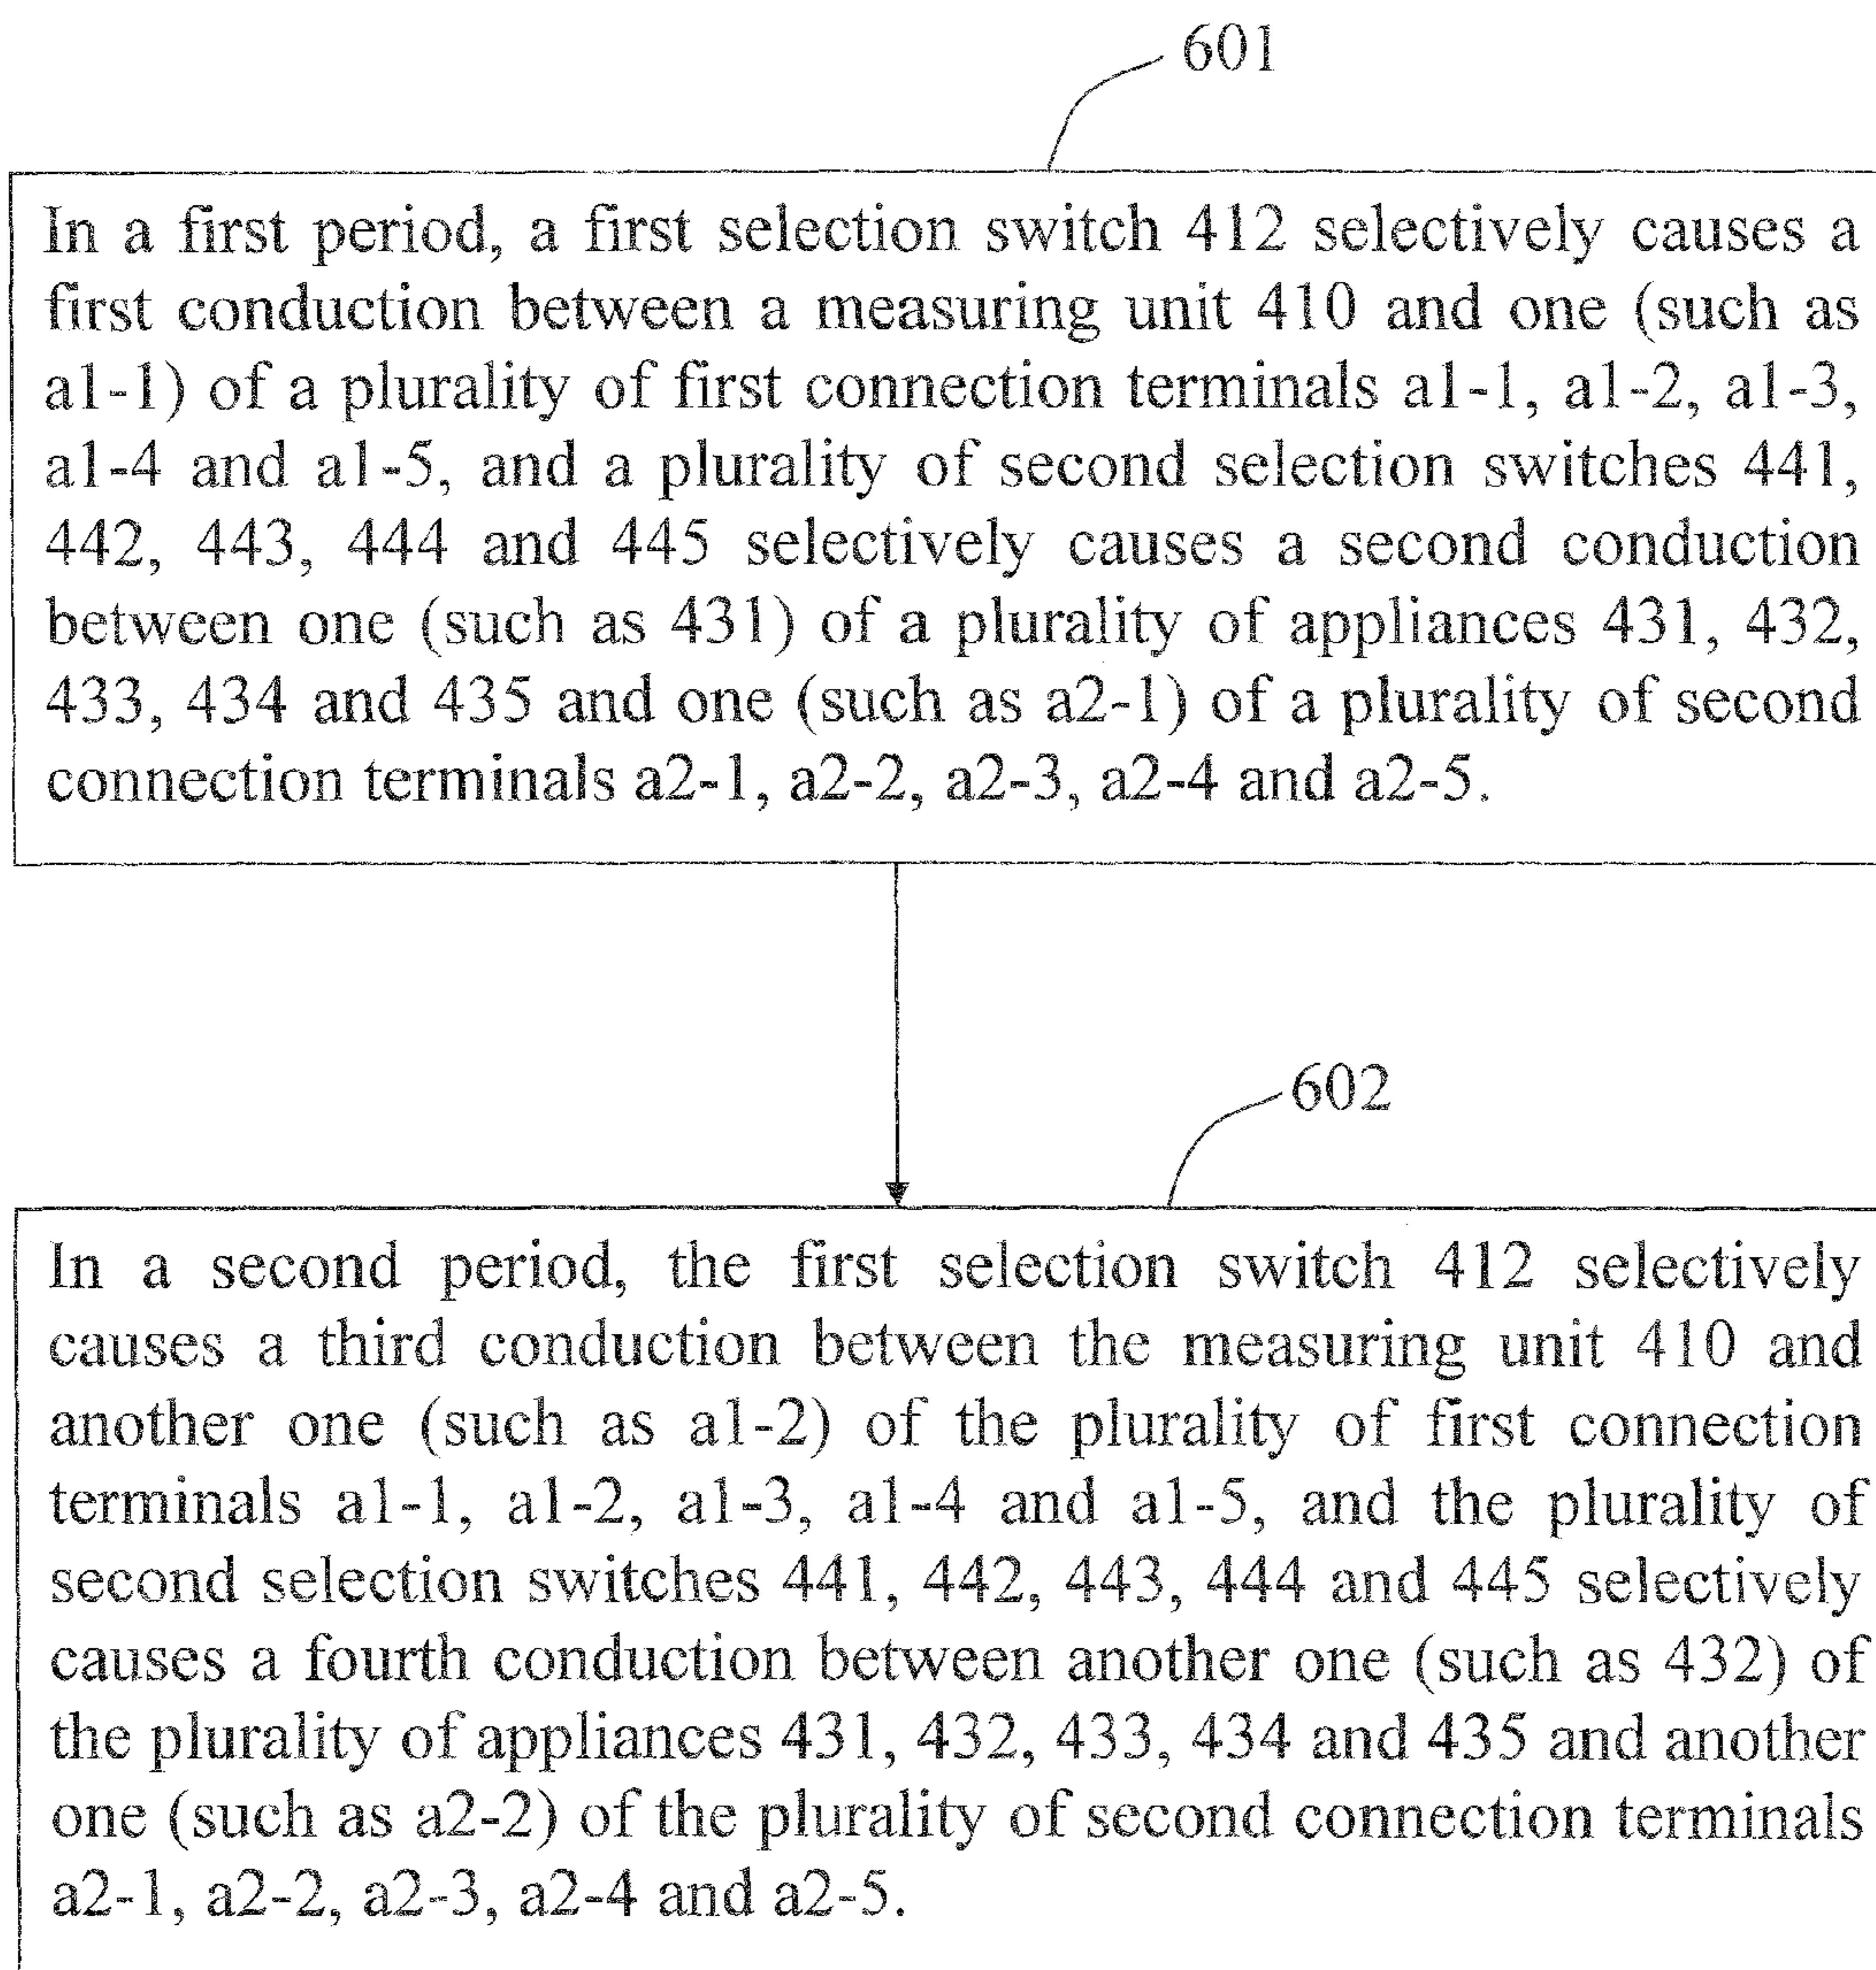 601
In a first period, a first selection switch 412 selectively causes a
first conduction between a measuring unit 410 and one (such as
a1-1) of a plurality of first connection terminals a1-1, a1-2, a1-3,
a1-4 and a1-5, and a plurality of second selection switches 441,
442, 443, 444 and 445 selectively causes a second conduction
between one (such as 431) of a plurality of appliances 431, 432,
433, 434 and 435 and one (such as a2-1) of a plurality of second
connection terminals a2-1, a2-2, a2-3, a2-4 and a2-5.
602
In a second period, the first selection switch 412 selectively
causes a third conduction between the measuring unit 410 and
another one (such as a1-2) of the plurality of first connection
terminals a1-1, a1-2, a1-3, a1-4 and a1-5, and the plurality of
second selection switches 441, 442, 443, 444 and 445 selectively
causes a fourth conduction between another one (such as 432) of
the plurality of appliances 431, 432, 433, 434 and 435 and another
one (such as a2-2) of the plurality of second connection terminals
a2-1, a2-2, a2-3, a2-4 and a2-5.